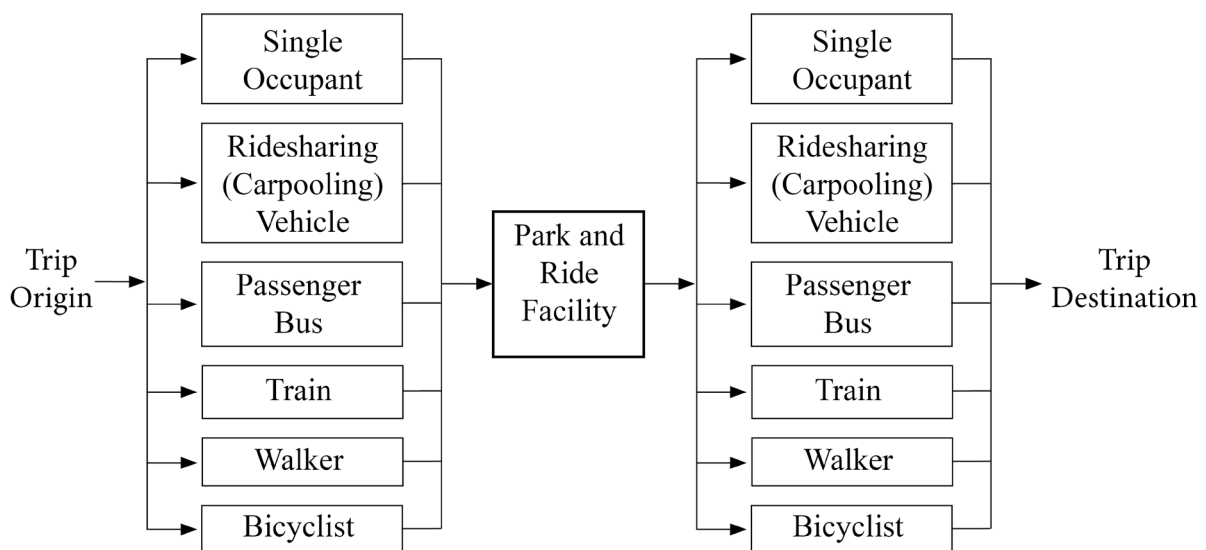 Trip
Origin
Single
Occupant
Ridesharing
(Carpooling)
Vehicle
Passenger
Bus
Train
Walker
Bicyclist
Park and
Ride
Facility
Single
Occupant
Ridesharing
(Carpooling)
Vehicle
Passenger
Bus
Train
Walker
Bicyclist
Trip
Destination